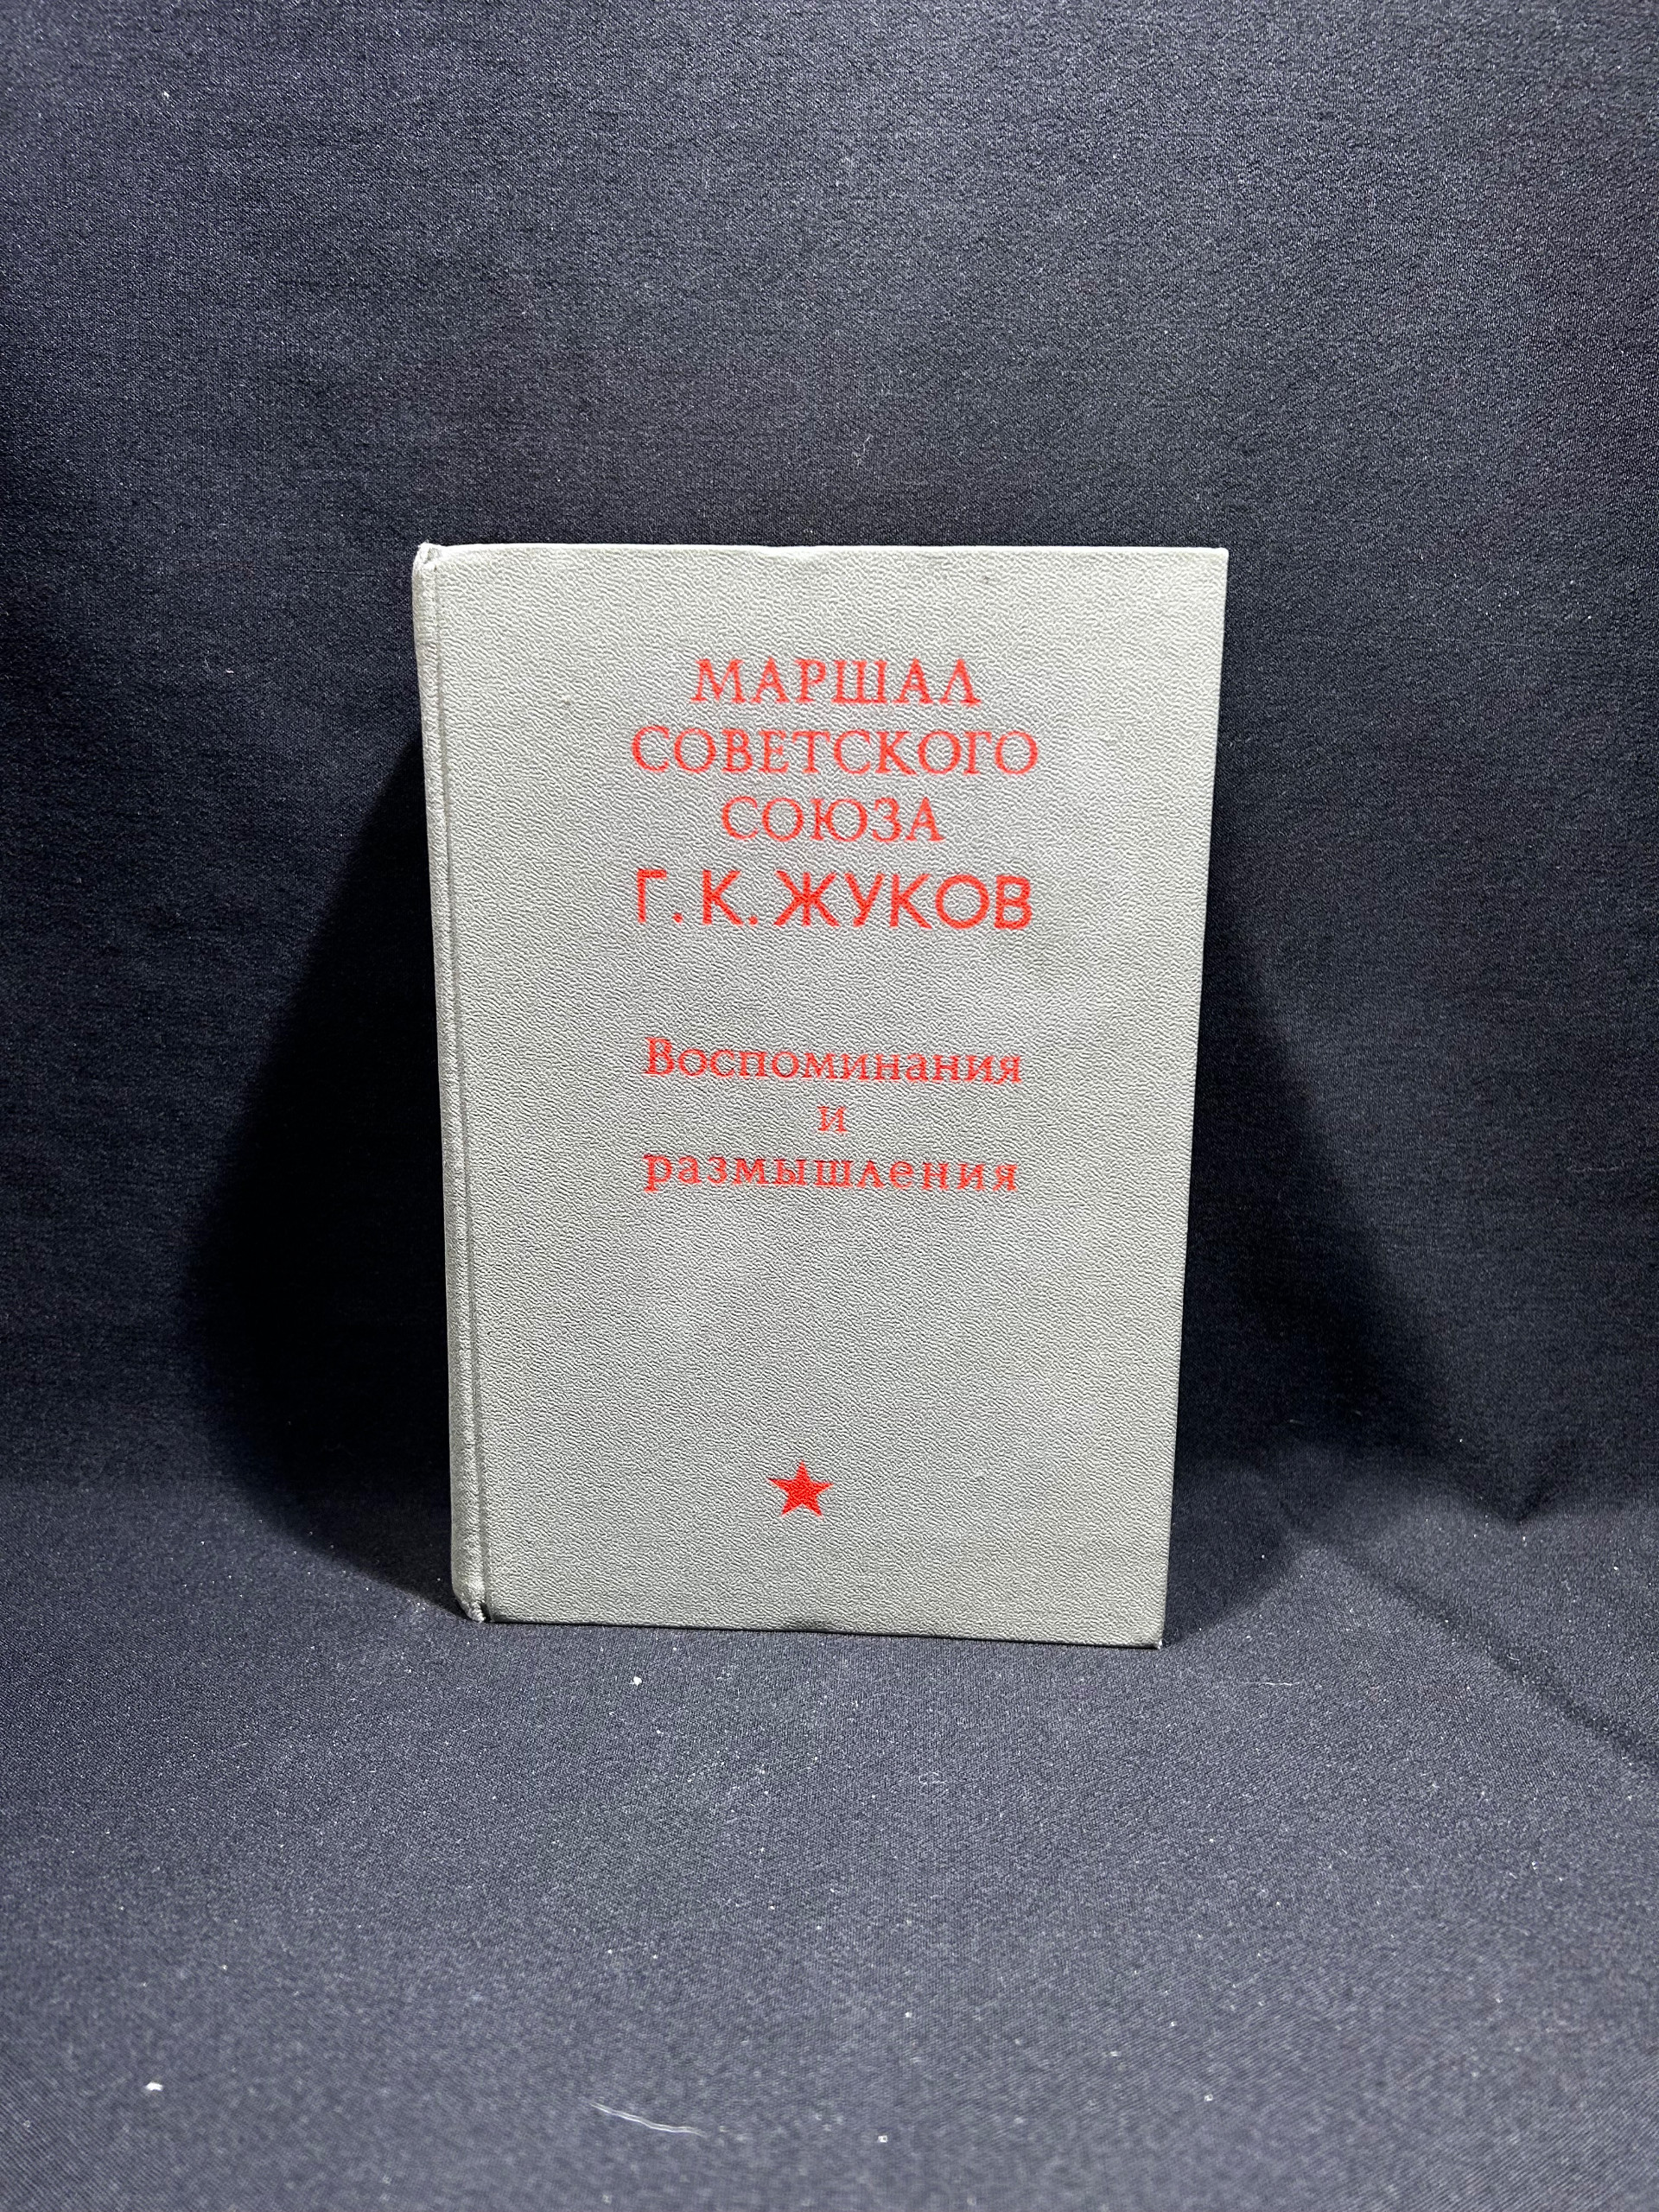 МАРШАЛ
СОВЕТСКОГО
СОЮЗА
Г. К. ЖУКОВ
Воспоминания
и
размышления